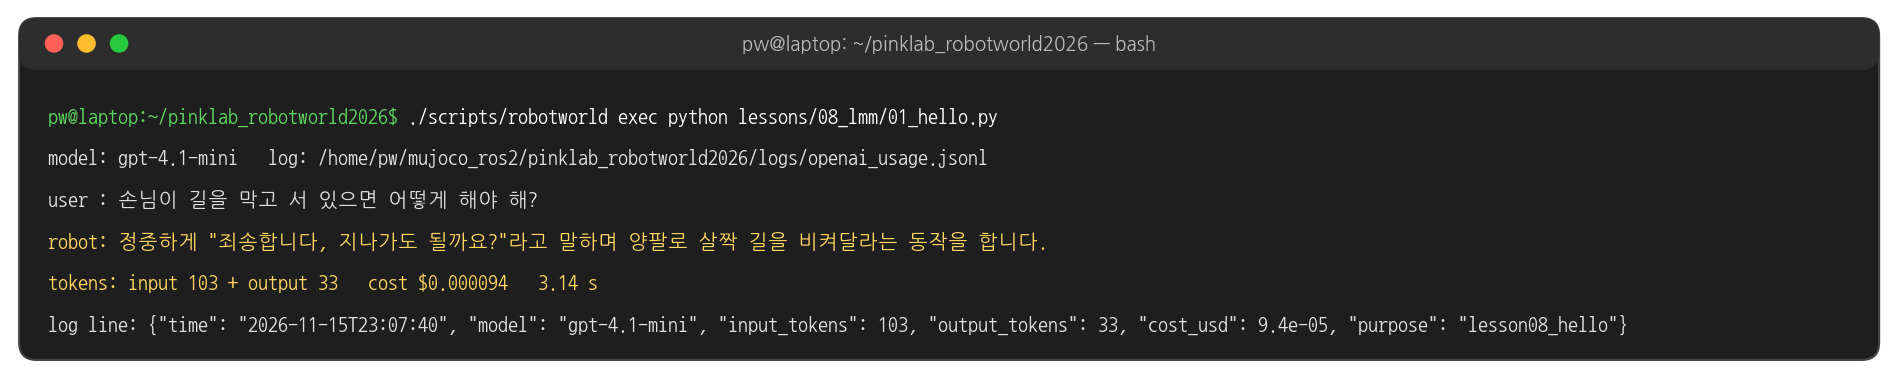 pw@laptop: ~/pinklab_robotworld2026 — bash
pw@laptop:~/pinklab_robotworld2026$ ./scripts/robotworld exec python lessons/08_lmm/01_hello.py
model: gpt-4.1-mini   log: /home/pw/mujoco_ros2/pinklab_robotworld2026/logs/openai_usage.jsonl
user : 손님이 길을 막고 서 있으면 어떻게 해야 해?
robot: 정중하게 "죄송합니다, 지나가도 될까요?"라고 말하며 양팔로 살짝 길을 비켜달라는 동작을 합니다.
tokens: input 103 + output 33   cost $0.000094   3.14 s
log line: {"time": "2026-11-15T23:07:40", "model": "gpt-4.1-mini", "input_tokens": 103, "output_tokens": 33, "cost_usd": 9.4e-05, "purpose": "lesson08_hello"}